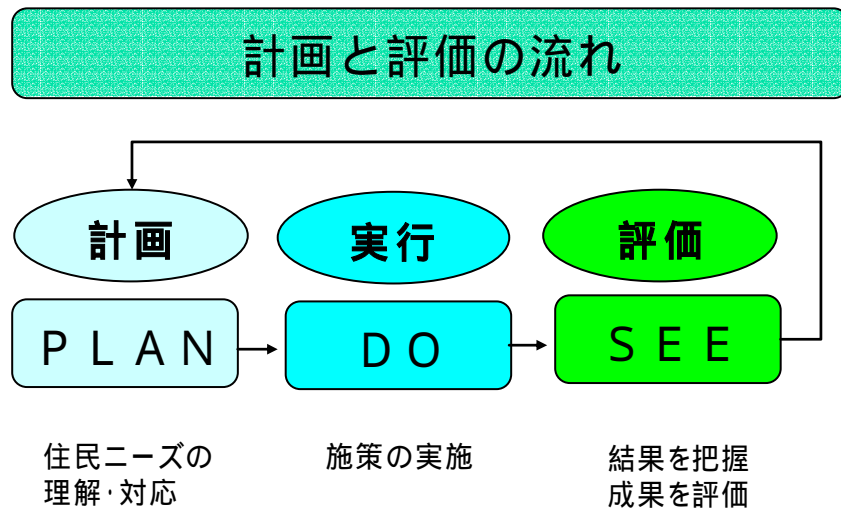 計画と評価の流れ
計画
実行
評価
ＰＬＡＮ
ＤＯ
ＳＥＥ
住民ニーズの
理解・対応
施策の実施
結果を把握
成果を評価